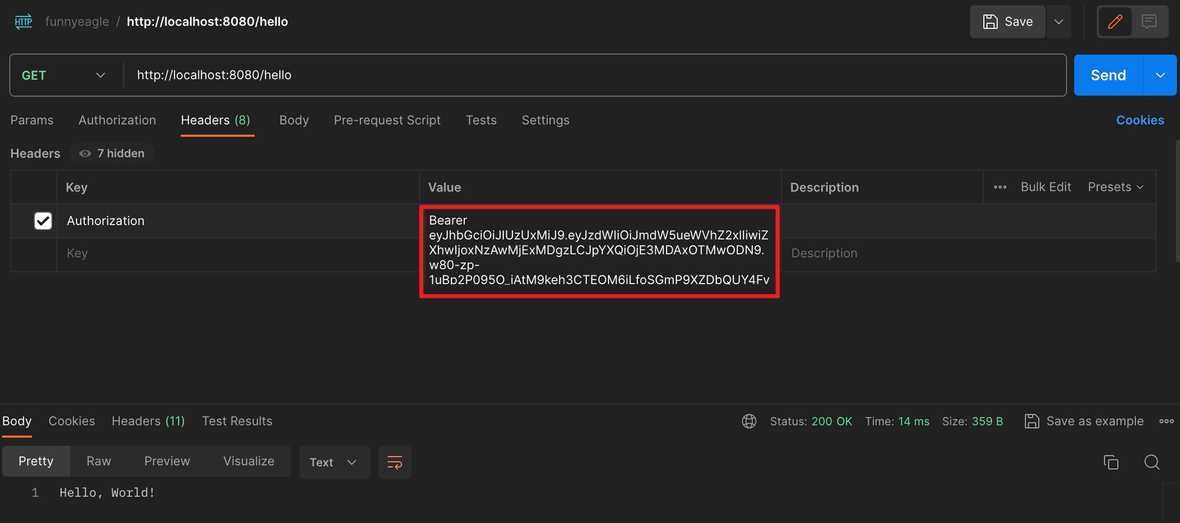 HTTP funnyeagle / http://localhost:8080/hello Save
GET http://localhost:8080/hello Send
Params Authorization Headers (8) Body Pre-request Script Tests Settings Cookies
Headers 7 hidden
Key Value Description ••• Bulk Edit Presets
Authorization
Bearer
eyJhbGciOiJIUzUxMiJ9.eyJzdWIiOiJmdW5ueWVhZ2xlIiwiZ
XhwIjoxNzAwMjExMDgzLCJpYXQiOjE3MDAxOTMwODN9.
w80-zp-
1uBp2P095O_iAtM9keh3CTEOM6iLfoSGmP9XZDbQUY4Fv
Key Description
Body Cookies Headers (11) Test Results Status: 200 OK Time: 14 ms Size: 359 B Save as example
Pretty Raw Preview Visualize Text
1 Hello, World!